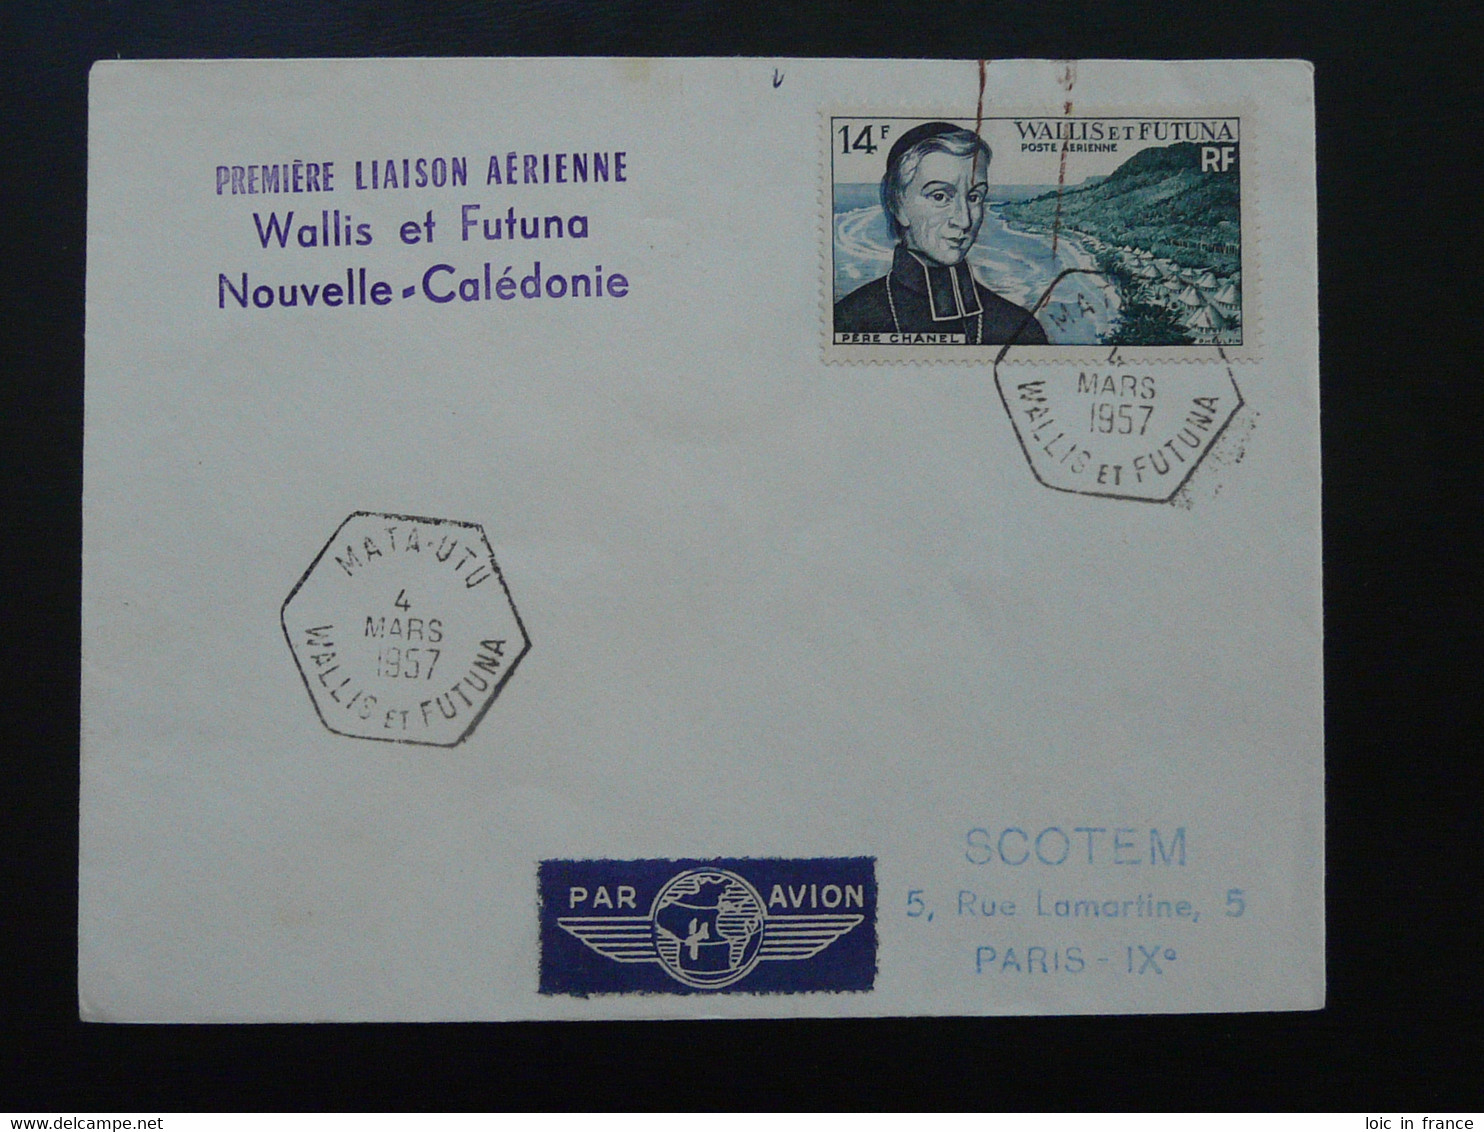 PREMIÈRE LIAISON AÉRIENNE
Wallis et Futuna
Nouvelle-Calédonie
14F
WALLIS ET FUTUNA
POSTE AÉRIENNE
RF
PÈRE CHANEL
4
MARS
1957
WALLIS ET FUTUNA
MATA-UTU
4
MARS
1957
WALLIS ET FUTUNA
PAR AVION
SCOTEM
5, Rue Lamartine, 5
PARIS - IXe
www.delcampe.net
loic in france